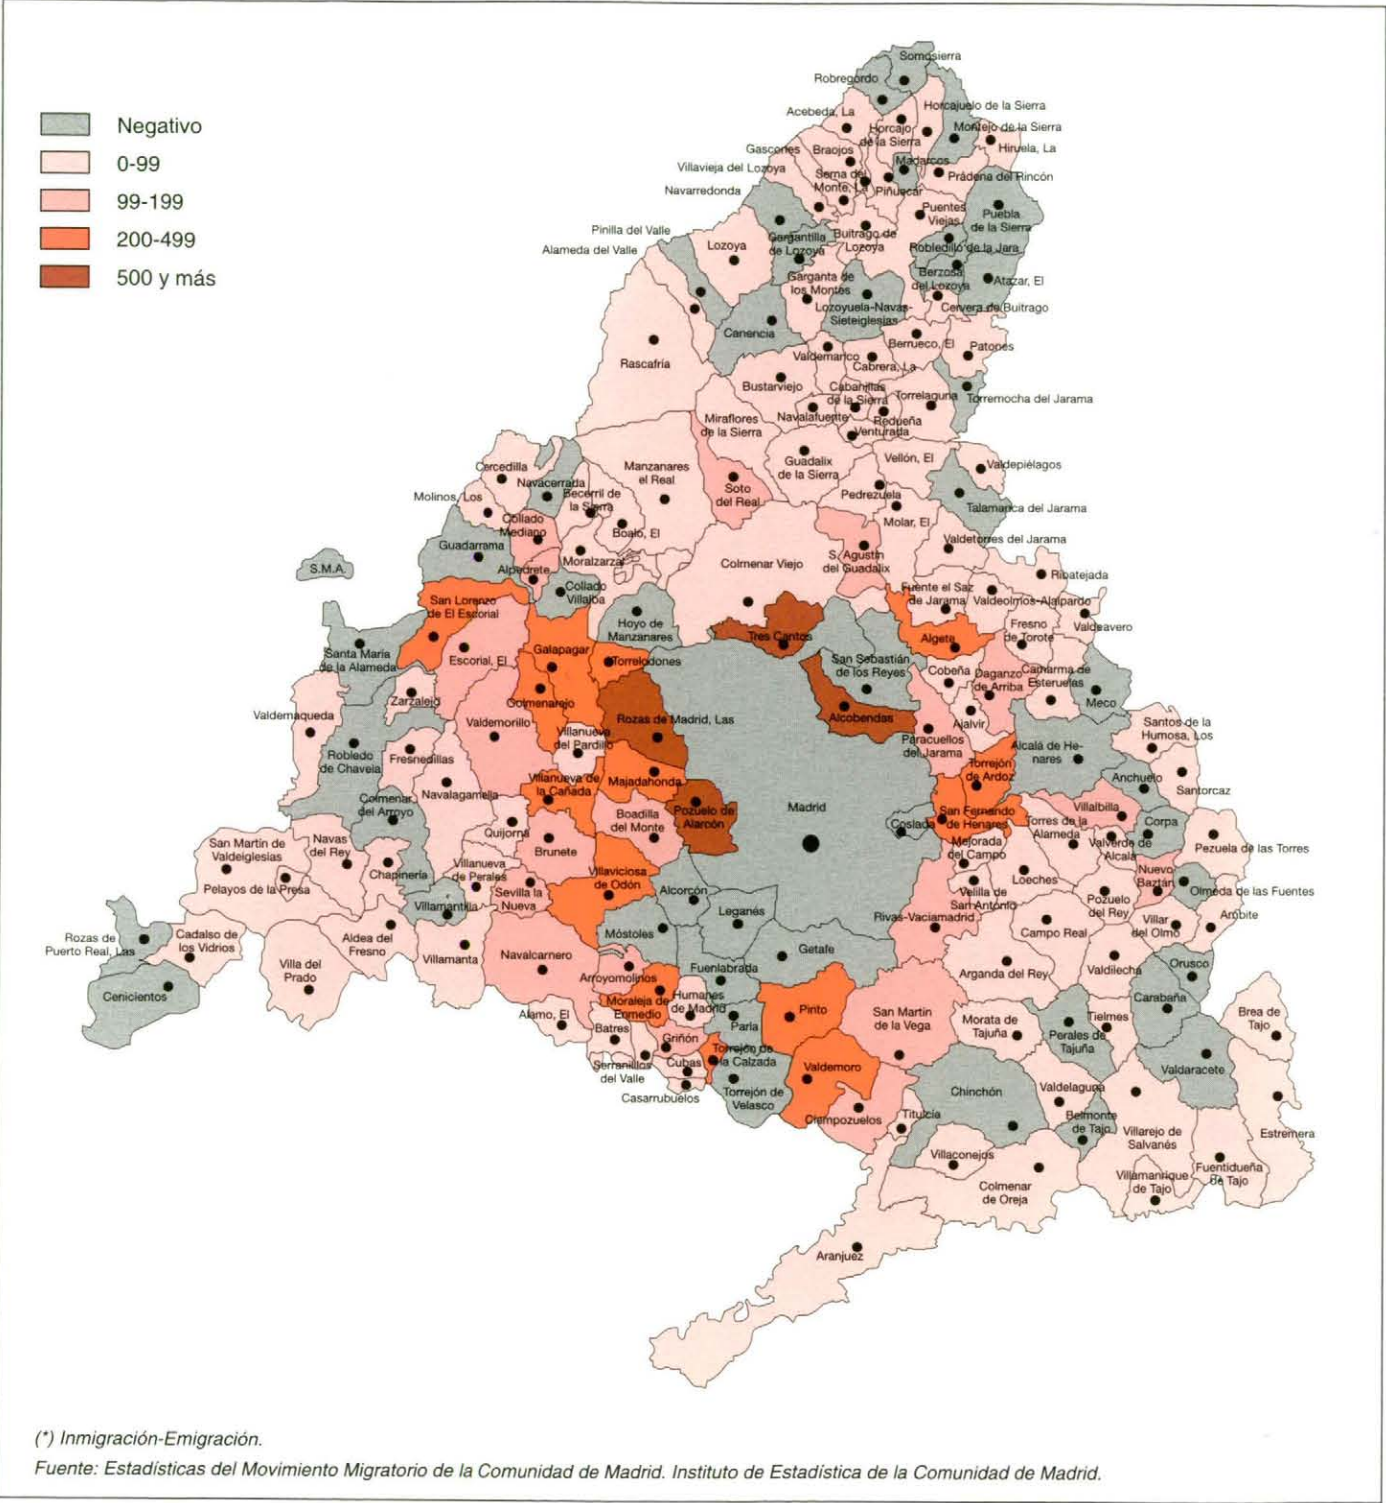 Negativo
0-99
99-199
200-499
500 y más
Somosierra
Robregordo
Acebeda, La
Horcajuelo de la Sierra
Horcajo
de la Sierra
Montejo de la Sierra
Hiruela, La
Gascones
Braojos
Madarcos
Villavieja del Lozoya
Serna del
Monte, La
Piñuécar
Prádena del Rincón
Navarredonda
Puentes
Viejas
Puebla
de la Sierra
Pinilla del Valle
Alameda del Valle
Lozoya
Gargantilla
de Lozoya
Buitrago de
Lozoya
Robledillo de la Jara
Garganta de
los Montes
Berzosa
del Lozoya
Atazar, El
Lozoyuela-Navas-
Sieteiglesias
Cervera de Buitrago
Canencia
Rascafría
Valdemanco
Berrueco, El
Patones
Cabrera, La
Bustarviejo
Cabanillas
de la Sierra
Torrelaguna
Torremocha del Jarama
Navalafuente
Redueña
Venturada
Miraflores
de la Sierra
Guadalix
de la Sierra
Vellón, El
Valdepiélagos
Cercedilla
Navacerrada
Becerril de
la Sierra
Manzanares
el Real
Soto
del Real
Pedrezuela
Talamanca del Jarama
Molinos, Los
Collado
Mediano
Boalo, El
Molar, El
Guadarrama
Valdetorres del Jarama
S.M.A.
Alpedrete
Moralzarzal
Colmenar Viejo
S. Agustín
del Guadalix
Ribatejada
Collado
Villalba
San Lorenzo
de El Escorial
Fuente el Saz
de Jarama
Valdeolmos-Alalpardo
Valdeavero
Hoyo de
Manzanares
Tres Cantos
Algete
Fresno
de Torote
Santa María
de la Alameda
Escorial, El
Galapagar
Torrelodones
San Sebastián
de los Reyes
Cobeña
Daganzo
de Arriba
Camarma de
Esteruelas
Meco
Zarzalejo
Colmenarejo
Valdemaqueda
Valdemorillo
Rozas de Madrid, Las
Alcobendas
Ajalvir
Santos de la
Humosa, Los
Robledo
de Chavela
Fresnedillas
Villanueva
del Pardillo
Paracuellos
del Jarama
Torrejón
de Ardoz
Alcalá de He-
nares
Anchuelo
Santorcaz
Navalagamella
Villanueva de
la Cañada
Majadahonda
Colmenar
del Arroyo
Pozuelo de
Alarcón
Madrid
Coslada
San Fernando
de Henares
Villalbilla
Torres de la
Alameda
Corpa
Quijorna
Boadilla
del Monte
Valverde de
Alcalá
Pezuela de las Torres
San Martín de
Valdeiglesias
Navas
del Rey
Chapinería
Villanueva
de Perales
Brunete
Mejorada
del Campo
Loeches
Nuevo
Baztán
Olmeda de las Fuentes
Pelayos de la Presa
Sevilla la
Nueva
Villaviciosa
de Odón
Alcorcón
Velilla de
San Antonio
Pozuelo
del Rey
Villamantilla
Leganés
Rivas-Vaciamadrid
Campo Real
Villar
del Olmo
Ambite
Rozas de
Puerto Real, Las
Cadalso de
los Vidrios
Aldea del
Fresno
Villamanta
Móstoles
Getafe
Villa del
Prado
Navalcarnero
Arroyomolinos
Fuenlabrada
Arganda del Rey
Valdilecha
Orusco
Cenicientos
Moraleja de
Enmedio
Humanes
de Madrid
Pinto
San Martín
de la Vega
Carabaña
Álamo, El
Batres
Parla
Morata de
Tajuña
Perales de
Tajuña
Tielmes
Brea de
Tajo
Griñón
Serranillos
del Valle
Cubas
Torrejón de
la Calzada
Valdemoro
Valdaracete
Casarrubuelos
Torrejón de
Velasco
Ciempozuelos
Titulcia
Chinchón
Valdelaguna
Belmonte
de Tajo
Villarejo de
Salvanés
Estremera
Villaconejos
Colmenar
de Oreja
Villamanrique
de Tajo
Fuentidueña
de Tajo
Aranjuez
(*) Inmigración-Emigración.
Fuente: Estadísticas del Movimiento Migratorio de la Comunidad de Madrid. Instituto de Estadística de la Comunidad de Madrid.